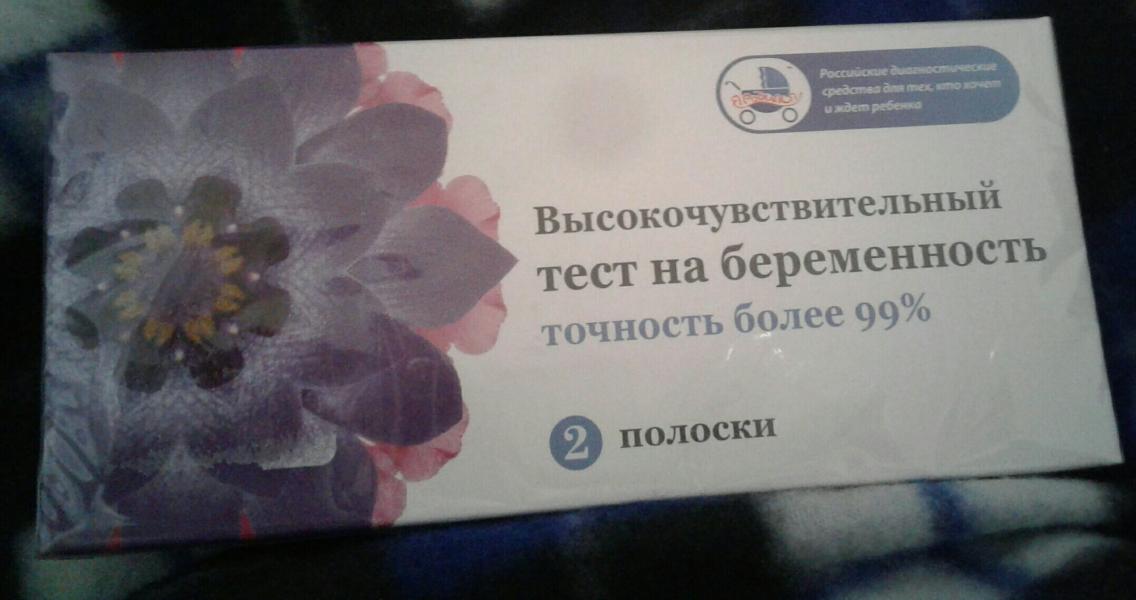 Российские диагностические
средства для тех, кто хочет
и ждет ребенка
Высокочувствительный
тест на беременность
точность более 99%
2 полоски